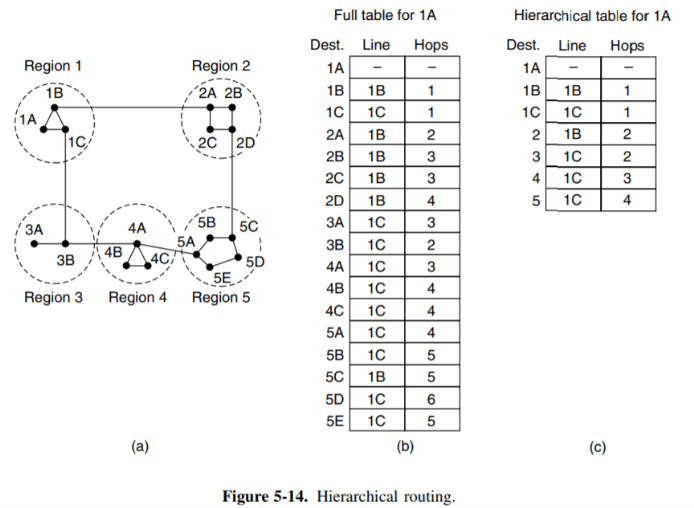 Full table for 1A
Dest. Line Hops
1A – –
1B 1B 1
1C 1C 1
2A 1B 2
2B 1B 3
2C 1B 3
2D 1B 4
3A 1C 3
3B 1C 2
4A 1C 3
4B 1C 4
4C 1C 4
5A 1C 4
5B 1C 5
5C 1B 5
5D 1C 6
5E 1C 5
Hierarchical table for 1A
Dest. Line Hops
1A – –
1B 1B 1
1C 1C 1
2 1B 2
3 1C 2
4 1C 3
5 1C 4
Region 1 Region 2
1B 2A 2B
1A
1C 2C 2D
3A 4A 5B 5C
5A
3B 4B 4C 5D
5E
Region 3 Region 4 Region 5
(a) (b) (c)
Figure 5-14. Hierarchical routing.